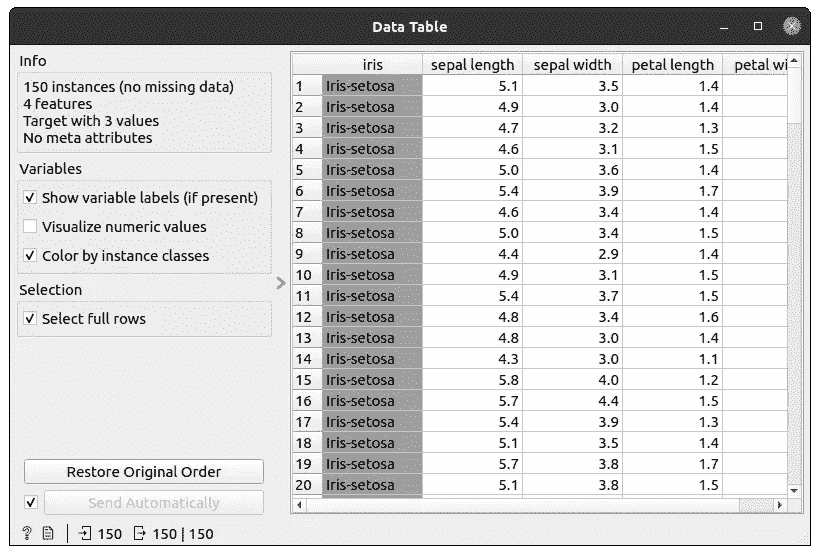 Data Table
Info
150 instances (no missing data)
4 features
Target with 3 values
No meta attributes
Variables
Show variable labels (if present)
Visualize numeric values
Color by instance classes
Selection
Select full rows
Restore Original Order
Send Automatically
? 150 150 | 150
iris sepal length sepal width petal length petal wi
1 Iris-setosa 5.1 3.5 1.4
2 Iris-setosa 4.9 3.0 1.4
3 Iris-setosa 4.7 3.2 1.3
4 Iris-setosa 4.6 3.1 1.5
5 Iris-setosa 5.0 3.6 1.4
6 Iris-setosa 5.4 3.9 1.7
7 Iris-setosa 4.6 3.4 1.4
8 Iris-setosa 5.0 3.4 1.5
9 Iris-setosa 4.4 2.9 1.4
10 Iris-setosa 4.9 3.1 1.5
11 Iris-setosa 5.4 3.7 1.5
12 Iris-setosa 4.8 3.4 1.6
13 Iris-setosa 4.8 3.0 1.4
14 Iris-setosa 4.3 3.0 1.1
15 Iris-setosa 5.8 4.0 1.2
16 Iris-setosa 5.7 4.4 1.5
17 Iris-setosa 5.4 3.9 1.3
18 Iris-setosa 5.1 3.5 1.4
19 Iris-setosa 5.7 3.8 1.7
20 Iris-setosa 5.1 3.8 1.5